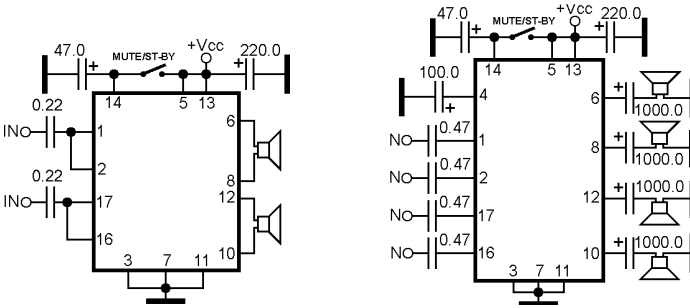 47.0 + MUTE/ST-BY +Vcc + 220.0
14 5 13
0.22
INO 1 6
2
0.22 8
INO 17 12
16 10
3 7 11
47.0 + MUTE/ST-BY +Vcc + 220.0
14 5 13
100.0 + 4 6 + 1000.0
0.47
NO 1 8 + 1000.0
0.47
NO 2
0.47
NO 17 12 + 1000.0
0.47
NO 16 10 + 1000.0
3 7 11